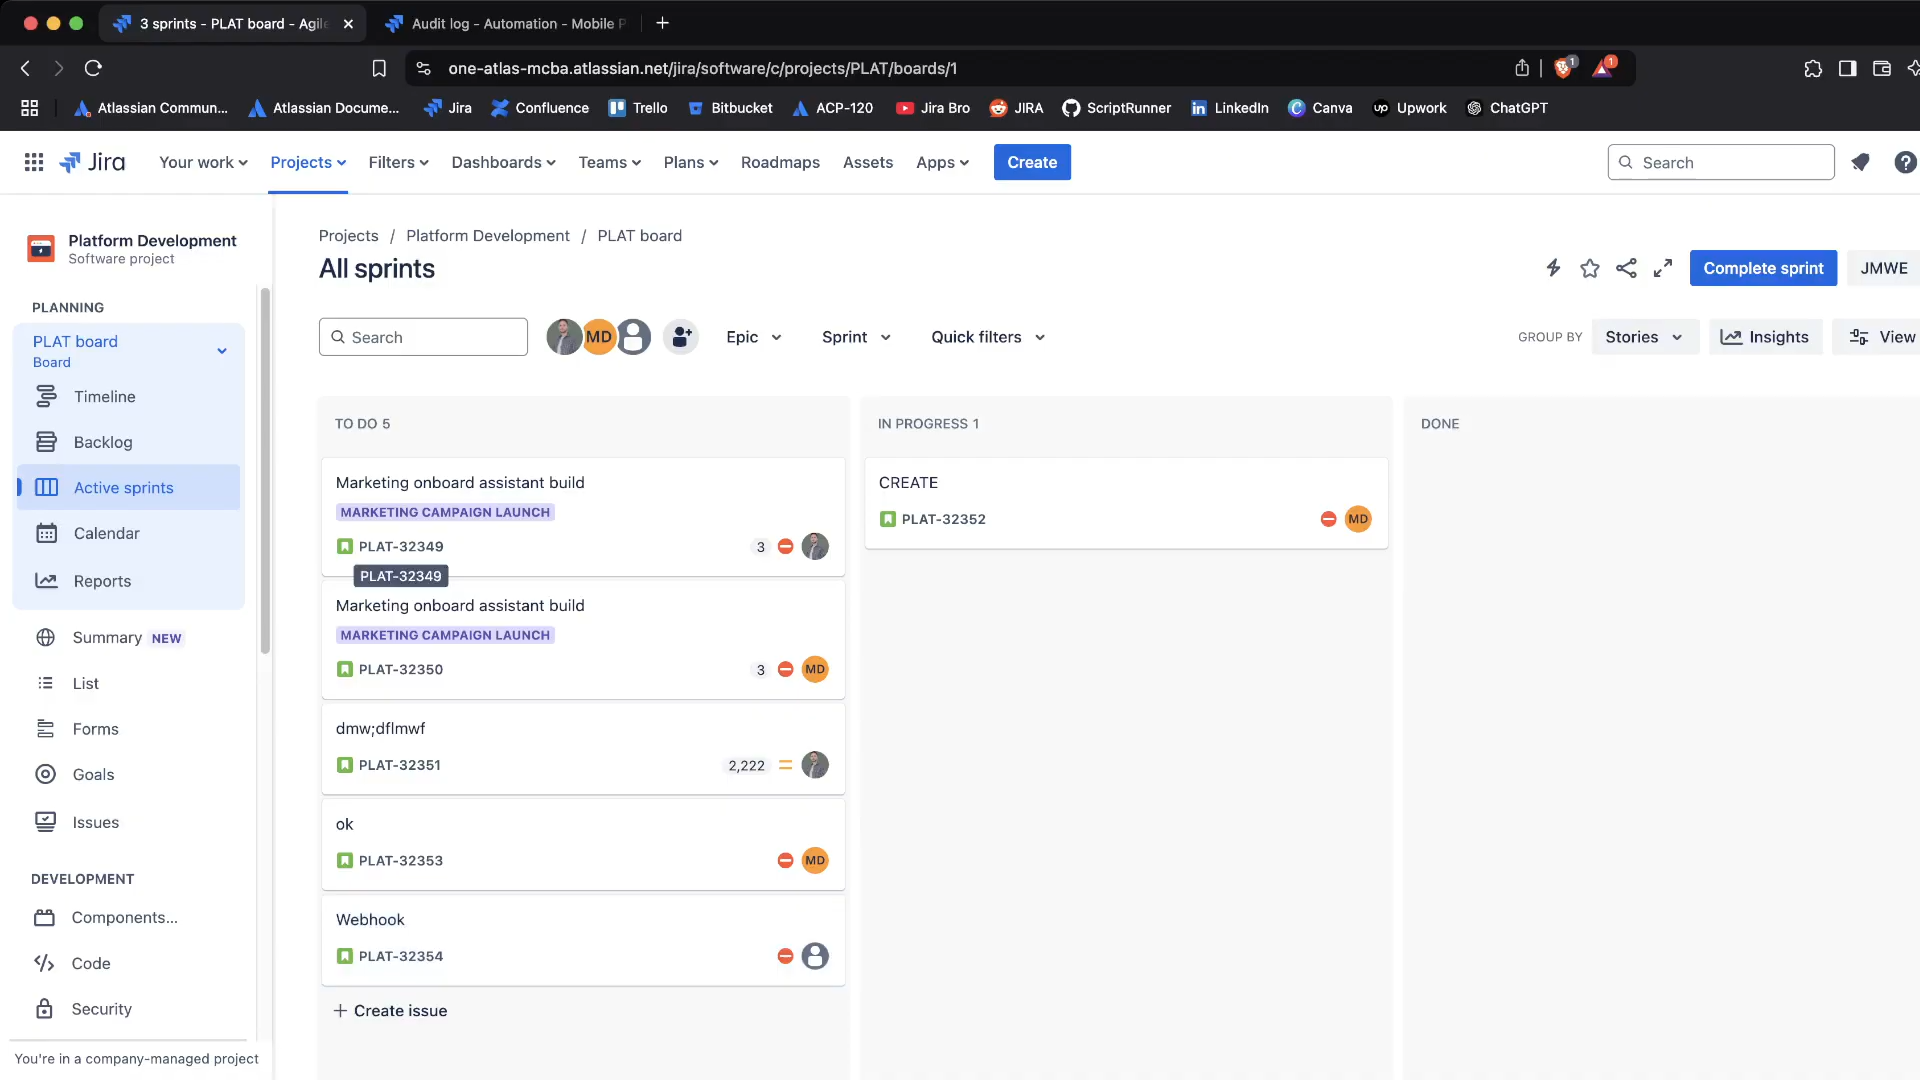 3 sprints - PLAT board - Agile
Audit log - Automation - Mobile P
one-atlas-mcba.atlassian.net/jira/software/c/projects/PLAT/boards/1
1
1
Atlassian Commun...
Atlassian Docume...
Jira
Confluence
Trello
Bitbucket
ACP-120
Jira Bro
JIRA
ScriptRunner
LinkedIn
Canva
up
Upwork
ChatGPT
Jira
Your work
Projects
Filters
Dashboards
Teams
Plans
Roadmaps
Assets
Apps
Create
Search
Platform Development
Software project
PLANNING
PLAT board
Board
Timeline
Backlog
Active sprints
Calendar
Reports
Summary NEW
List
Forms
Goals
Issues
DEVELOPMENT
Components...
Code
Security
You're in a company-managed project
Projects / Platform Development / PLAT board
All sprints
Complete sprint
JMWE
Search
MD
Epic
Sprint
Quick filters
GROUP BY
Stories
Insights
View
TO DO 5
Marketing onboard assistant build
MARKETING CAMPAIGN LAUNCH
PLAT-32349
3
PLAT-32349
Marketing onboard assistant build
MARKETING CAMPAIGN LAUNCH
PLAT-32350
3
MD
dmw;dflmwf
PLAT-32351
2,222
ok
PLAT-32353
MD
Webhook
PLAT-32354
+ Create issue
IN PROGRESS 1
CREATE
PLAT-32352
MD
DONE